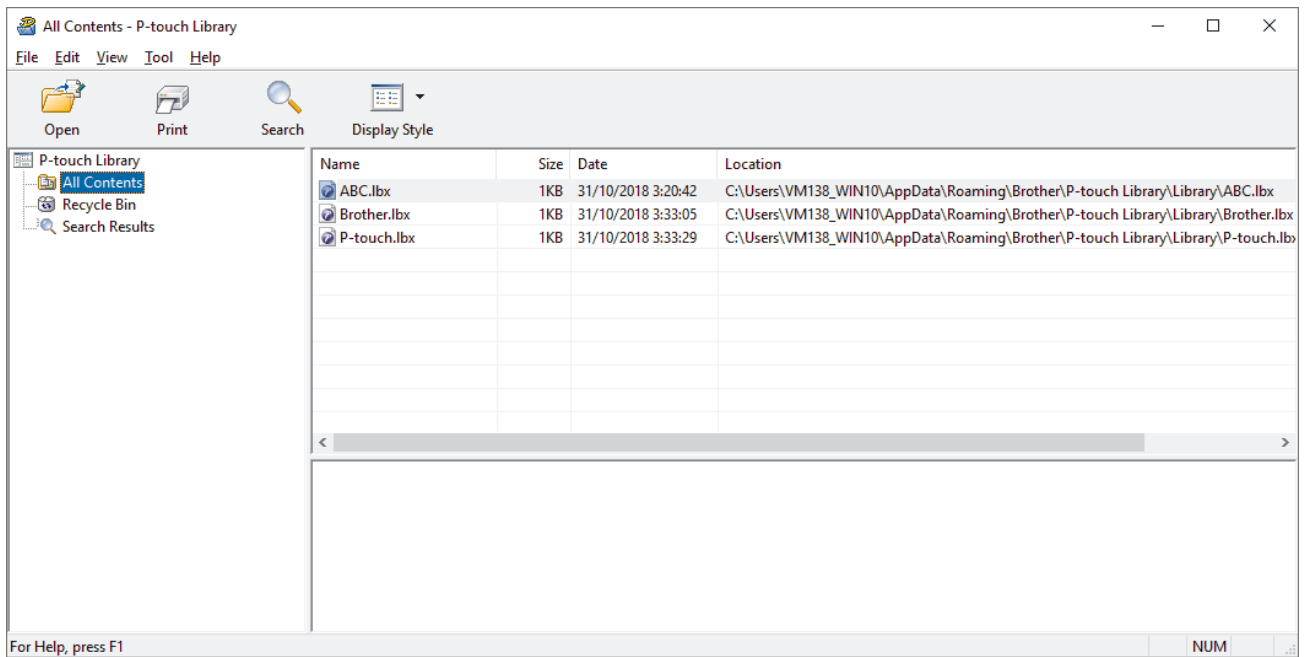 All Contents - P-touch Library
File Edit View Tool Help
Open Print Search Display Style
P-touch Library
All Contents
Recycle Bin
Search Results
Name Size Date Location
ABC.lbx 1KB 31/10/2018 3:20:42 C:\Users\VM138_WIN10\AppData\Roaming\Brother\P-touch Library\Library\ABC.lbx
Brother.lbx 1KB 31/10/2018 3:33:05 C:\Users\VM138_WIN10\AppData\Roaming\Brother\P-touch Library\Library\Brother.lbx
P-touch.lbx 1KB 31/10/2018 3:33:29 C:\Users\VM138_WIN10\AppData\Roaming\Brother\P-touch Library\Library\P-touch.lbx
For Help, press F1 NUM